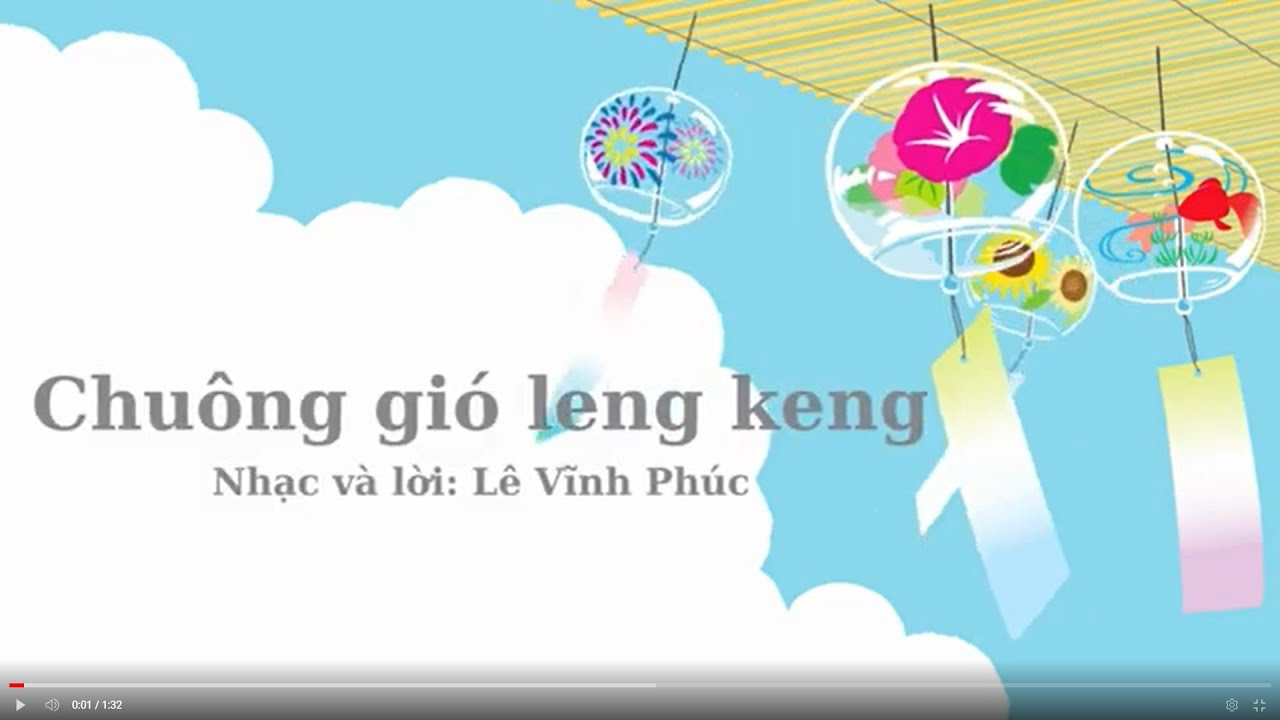 Chuông gió leng keng
Nhạc và lời: Lê Vĩnh Phúc
0:01 / 1:32